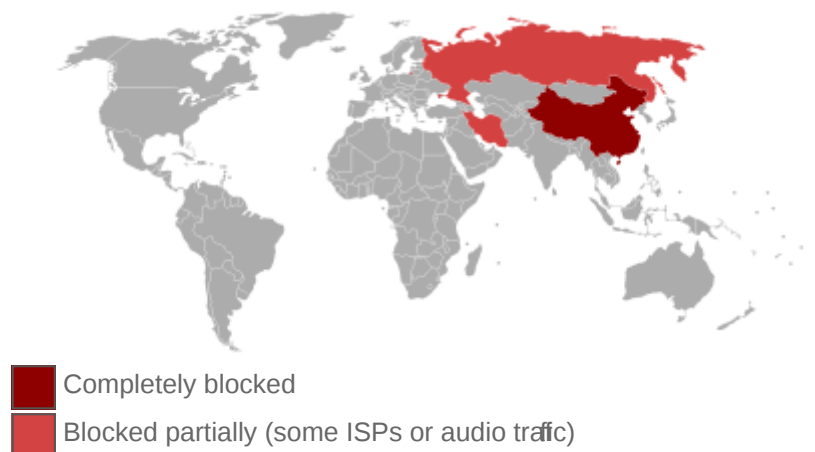 Completely blocked
Blocked partially (some ISPs or audio traffic)